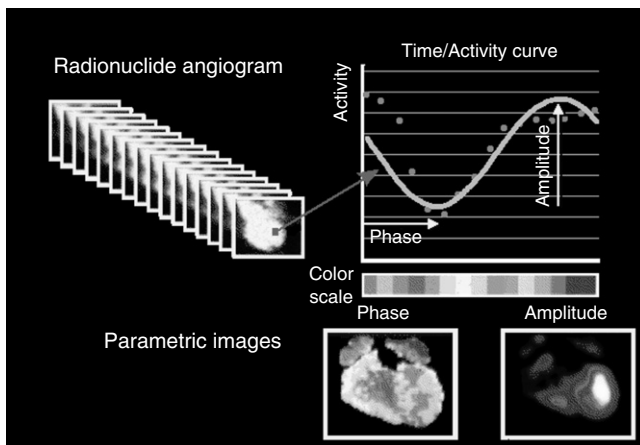 Radionuclide angiogram
Time/Activity curve
Activity
Amplitude
Phase
Color
scale
Phase
Amplitude
Parametric images